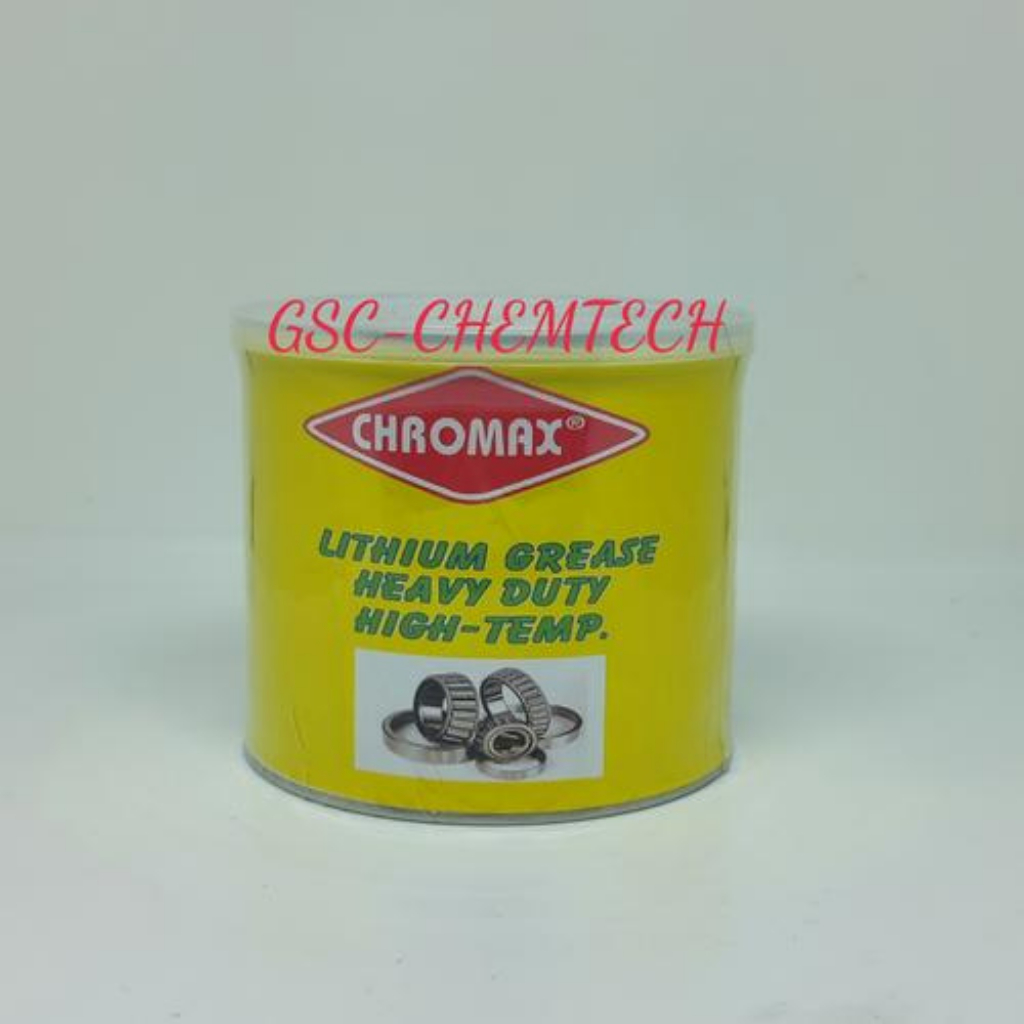 GSC-CHEMTECH
CHROMAX®
LITHIUM GREASE
HEAVY DUTY
HIGH-TEMP.